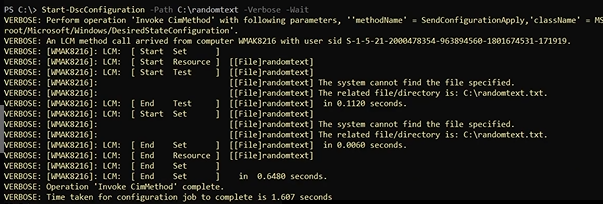 PS C:\> Start-DscConfiguration -Path C:\randomtext -Verbose -Wait
VERBOSE: Perform operation 'Invoke CimMethod' with following parameters, ''methodName' = SendConfigurationApply,'className' = MS
root/Microsoft/Windows/DesiredStateConfiguration'.
VERBOSE: An LCM method call arrived from computer WMAK8216 with user sid S-1-5-21-2000478354-963894560-1801674531-171919.
VERBOSE: [WMAK8216]: LCM:  [ Start  Set      ]
VERBOSE: [WMAK8216]: LCM:  [ Start  Resource ]  [[File]randomtext]
VERBOSE: [WMAK8216]: LCM:  [ Start  Test     ]  [[File]randomtext]
VERBOSE: [WMAK8216]:                            [[File]randomtext] The system cannot find the file specified.
VERBOSE: [WMAK8216]:                            [[File]randomtext] The related file/directory is: C:\randomtext.txt.
VERBOSE: [WMAK8216]: LCM:  [ End    Test     ]  [[File]randomtext]  in 0.1120 seconds.
VERBOSE: [WMAK8216]: LCM:  [ Start  Set      ]  [[File]randomtext]
VERBOSE: [WMAK8216]:                            [[File]randomtext] The system cannot find the file specified.
VERBOSE: [WMAK8216]:                            [[File]randomtext] The related file/directory is: C:\randomtext.txt.
VERBOSE: [WMAK8216]: LCM:  [ End    Set      ]  [[File]randomtext]  in 0.0060 seconds.
VERBOSE: [WMAK8216]: LCM:  [ End    Resource ]  [[File]randomtext]
VERBOSE: [WMAK8216]: LCM:  [ End    Set      ]
VERBOSE: [WMAK8216]: LCM:  [ End    Set      ]    in  0.6480 seconds.
VERBOSE: Operation 'Invoke CimMethod' complete.
VERBOSE: Time taken for configuration job to complete is 1.607 seconds